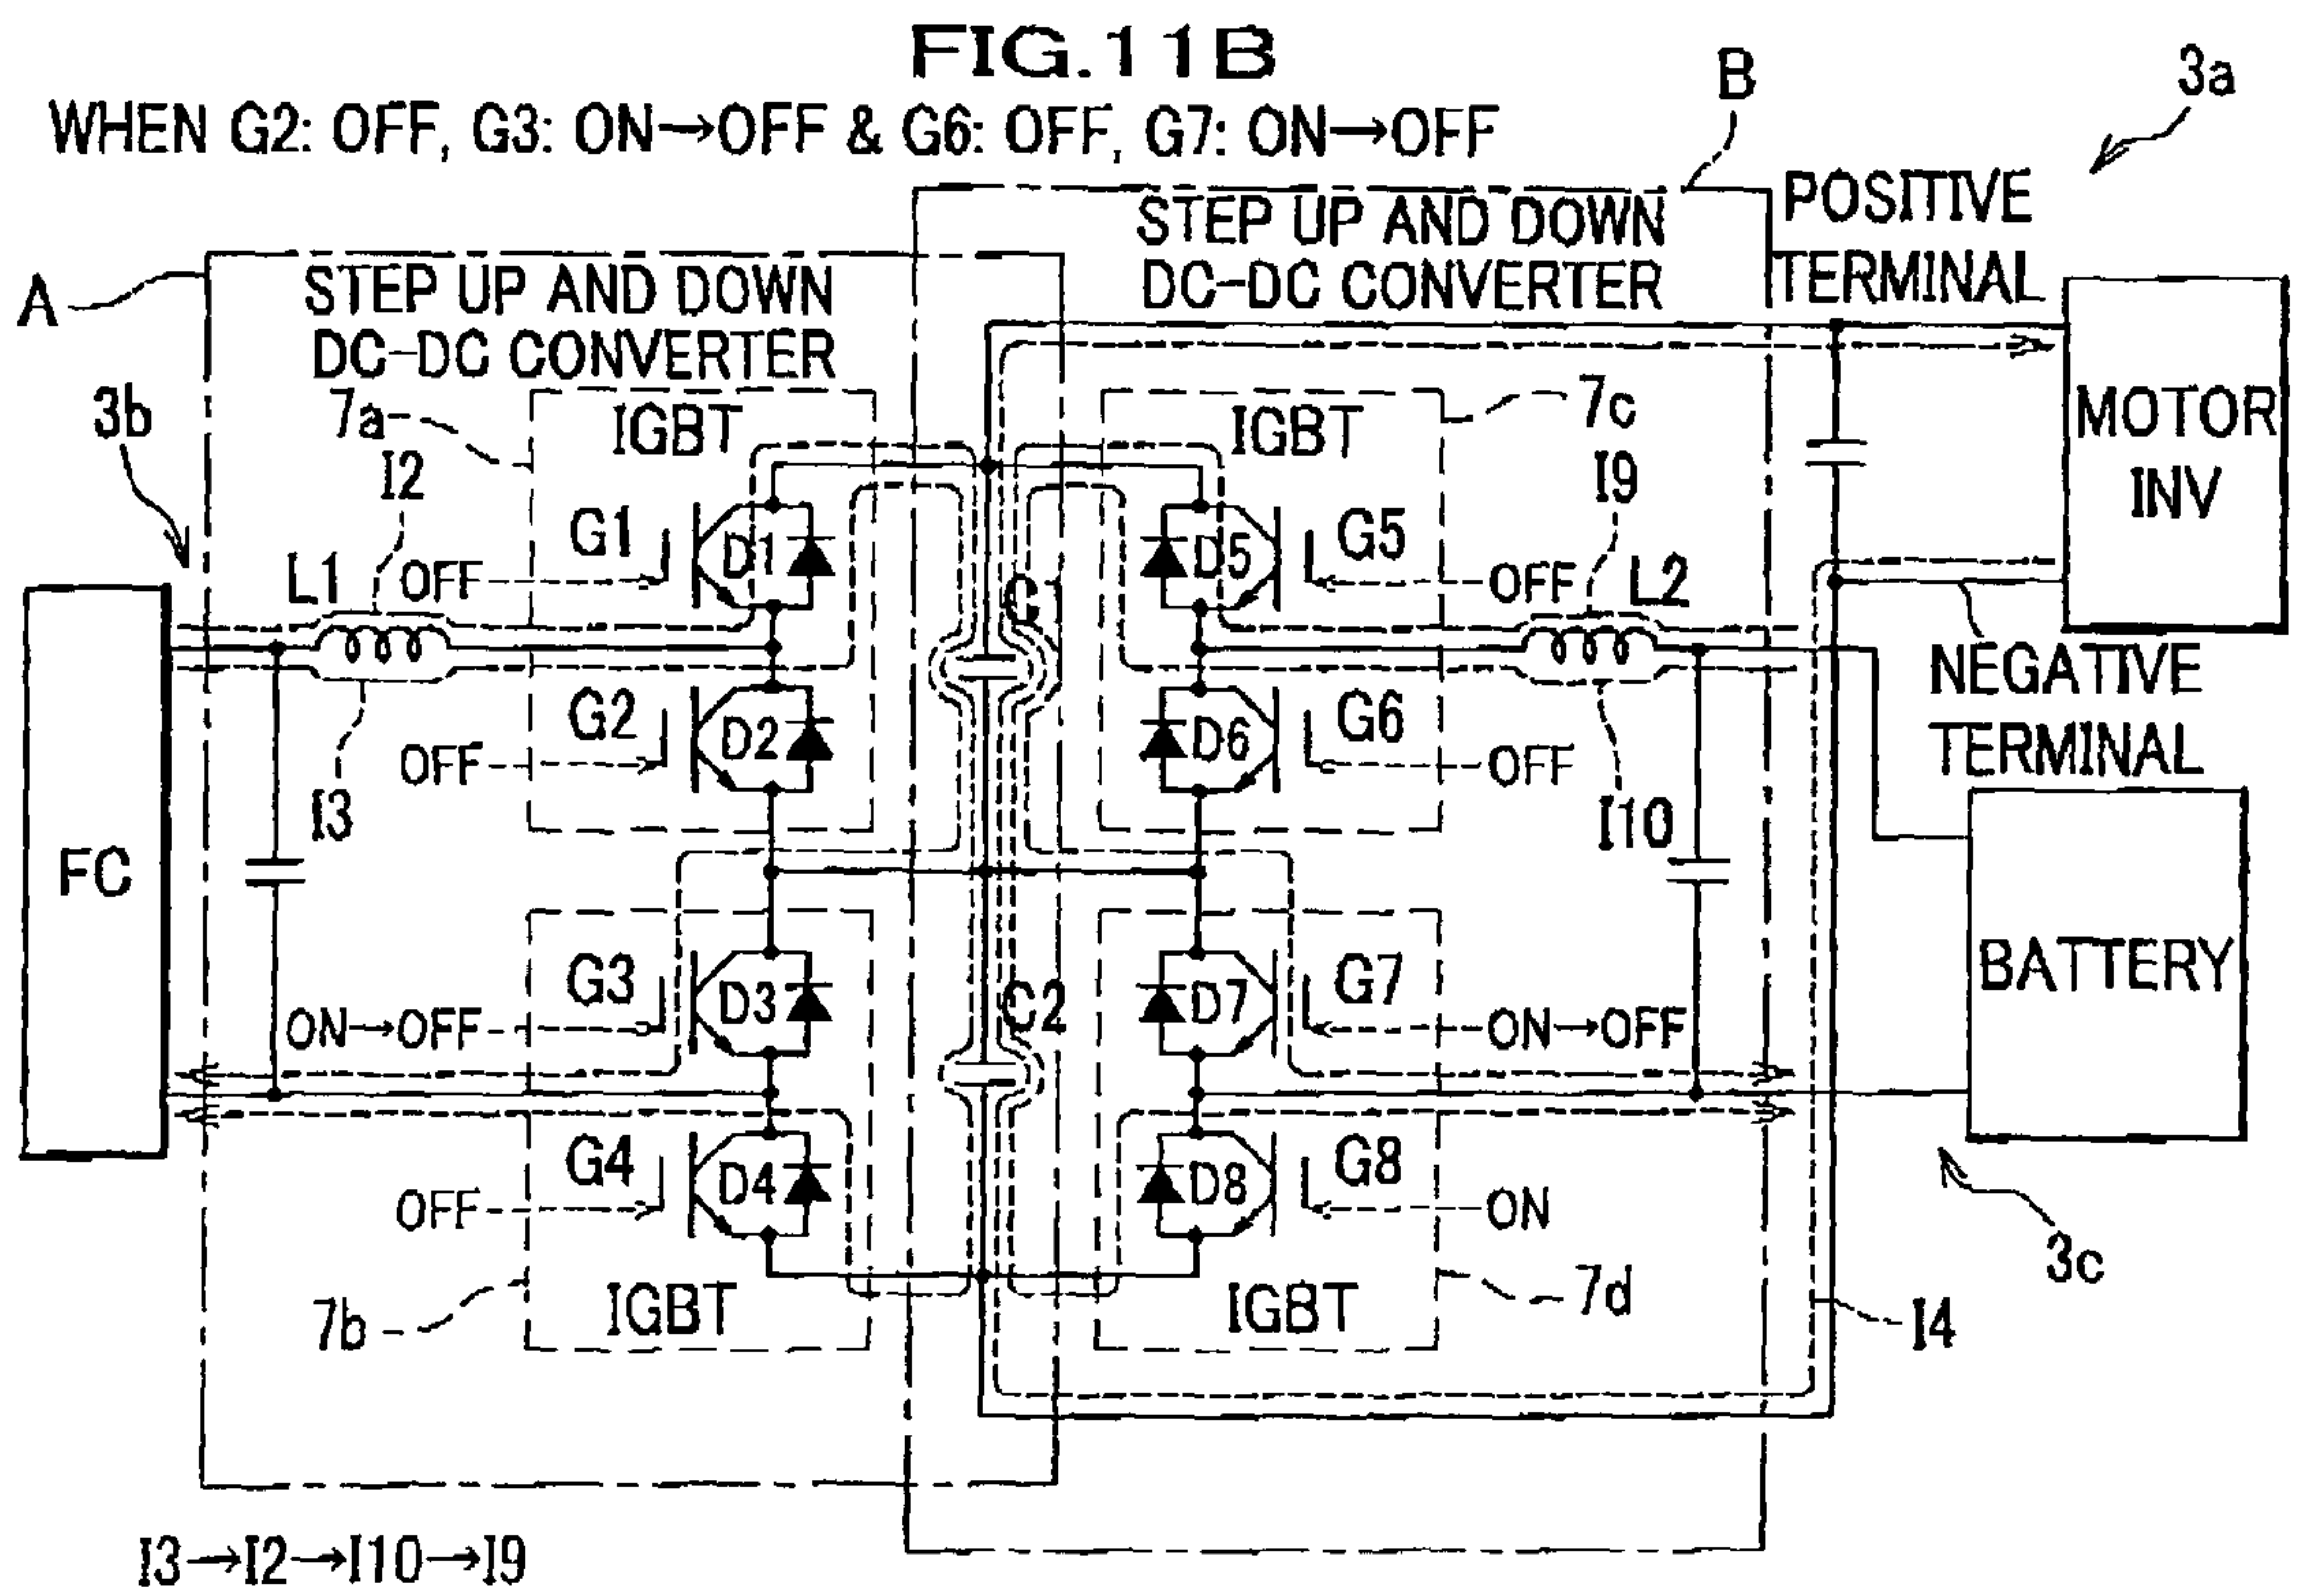 FIG.11B
WHEN G2: OFF, G3: ON→OFF & G6: OFF, G7: ON→OFF
B
3a
A
STEP UP AND DOWN
DC-DC CONVERTER
STEP UP AND DOWN
DC-DC CONVERTER
POSITIVE
TERMINAL
3b
7a
IGBT
IGBT
7c
MOTOR
INV
I2
I9
G1
D1
D5
G5
L1
OFF
C
OFF
L2
G2
D2
D6
G6
NEGATIVE
TERMINAL
OFF
OFF
I3
I10
FC
G3
D3
C2
D7
G7
BATTERY
ON→OFF
ON→OFF
G4
D4
D8
G8
OFF
ON
3c
7b
IGBT
IGBT
7d
I4
I3→I2→I10→I9